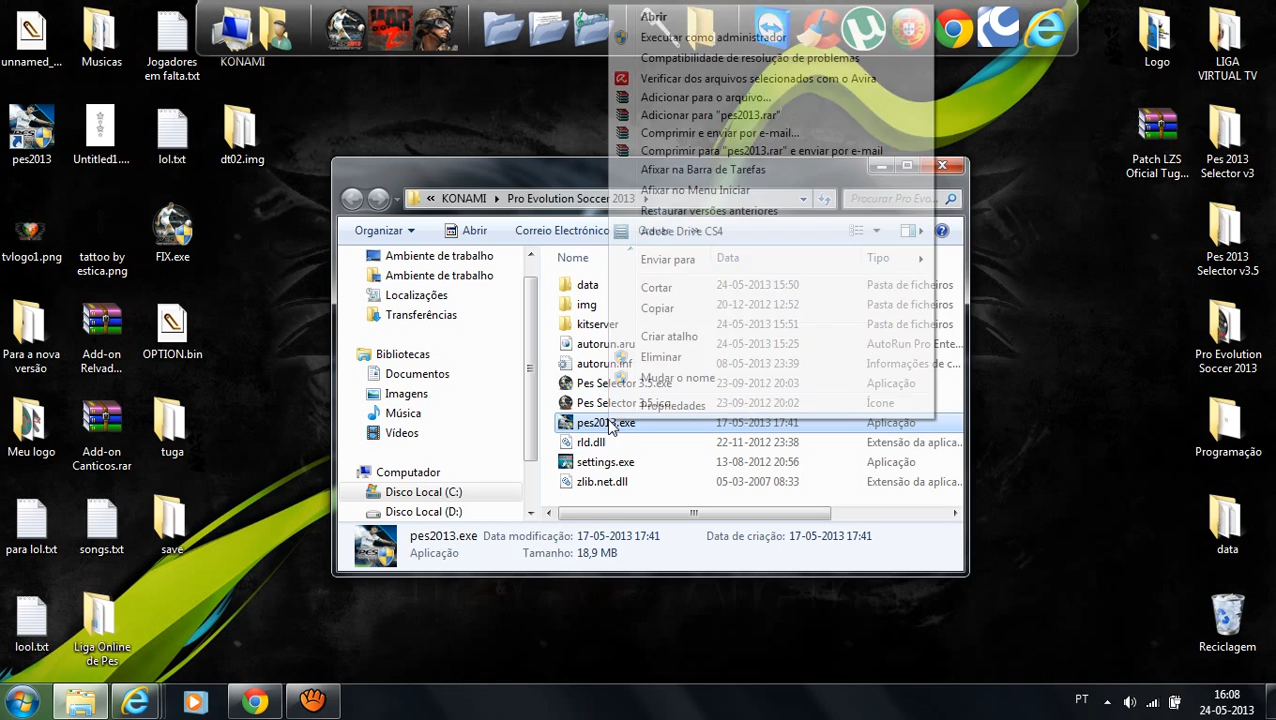 unnamed_...
Musicas
Jogadores
em falta.txt
KONAMI
Logo
LIGA
VIRTUAL TV
pes2013
Untitled1....
lol.txt
dt02.img
Patch LZS
Oficial Tug...
Pes 2013
Selector v3
tvlogo1.png
tattoo by
estica.png
FIX.exe
Pes 2013
Selector v3.5
Para a nova
versão
Add-on
Relvad...
OPTION.bin
Pro Evolution
Soccer 2013
Meu logo
Add-on
Canticos.rar
tuga
Programação
para lol.txt
songs.txt
save
data
lool.txt
Liga Online
de Pes
Reciclagem
Abrir
Executar como administrador
Compatibilidade de resolução de problemas
Verificar dos arquivos selecionados com o Avira
Adicionar para o arquivo...
Adicionar para "pes2013.rar"
Comprimir e enviar por e-mail...
Comprimir para "pes2013.rar" e enviar por e-mail
Afixar na Barra de Tarefas
Afixar no Menu Iniciar
Restaurar versões anteriores
Adobe Drive CS4
Enviar para
Cortar
Copiar
Criar atalho
Eliminar
Mudar o nome
Propriedades
« KONAMI
Pro Evolution Soccer 2013
Procurar Pro Evo...
Organizar
Abrir
Correio Electrónico
Ambiente de trabalho
Ambiente de trabalho
Localizações
Transferências
Bibliotecas
Documentos
Imagens
Música
Vídeos
Computador
Disco Local (C:)
Disco Local (D:)
Nome Data Tipo
data 24-05-2013 15:50 Pasta de ficheiros
img 20-12-2012 12:52 Pasta de ficheiros
kitserver 24-05-2013 15:51 Pasta de ficheiros
autorun.aru 24-05-2013 15:25 AutoRun Pro Ente...
autorun.inf 08-05-2013 23:39 Informações de c...
Pes Selector 3.5.exe 23-09-2012 20:03 Aplicação
Pes Selector 3.5.ico 23-09-2012 20:02 Ícone
pes2013.exe 17-05-2013 17:41 Aplicação
rld.dll 22-11-2012 23:38 Extensão da aplica...
settings.exe 13-08-2012 20:56 Aplicação
zlib.net.dll 05-03-2007 08:33 Extensão da aplica...
pes2013.exe Data modificação: 17-05-2013 17:41 Data de criação: 17-05-2013 17:41
Aplicação Tamanho: 18,9 MB
PT
16:08
24-05-2013